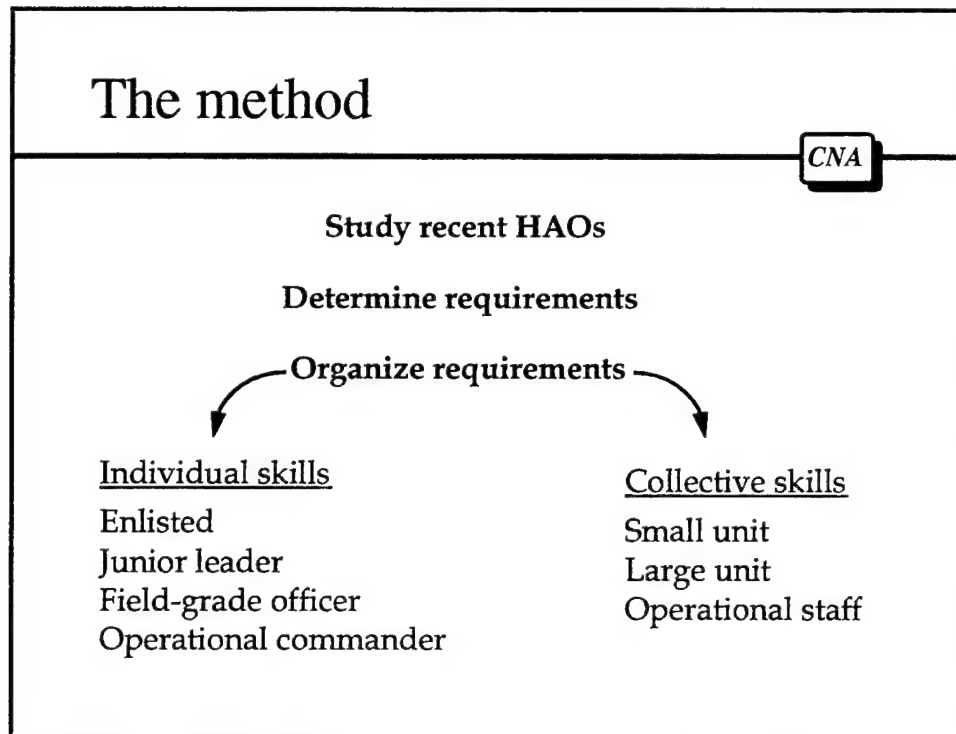 The method
CNA
Study recent HAOs
Determine requirements
Organize requirements
Individual skills
Enlisted
Junior leader
Field-grade officer
Operational commander
Collective skills
Small unit
Large unit
Operational staff